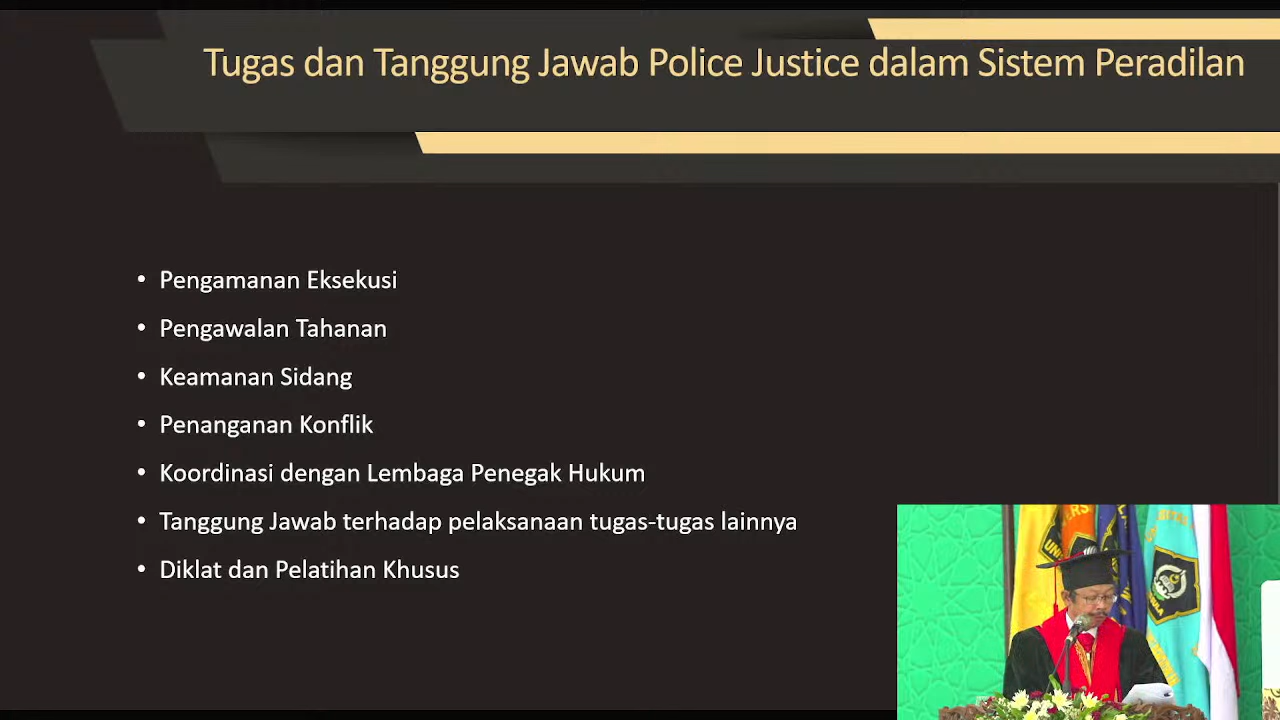 Tugas dan Tanggung Jawab Police Justice dalam Sistem Peradilan
• Pengamanan Eksekusi
• Pengawalan Tahanan
• Keamanan Sidang
• Penanganan Konflik
• Koordinasi dengan Lembaga Penegak Hukum
• Tanggung Jawab terhadap pelaksanaan tugas-tugas lainnya
• Diklat dan Pelatihan Khusus